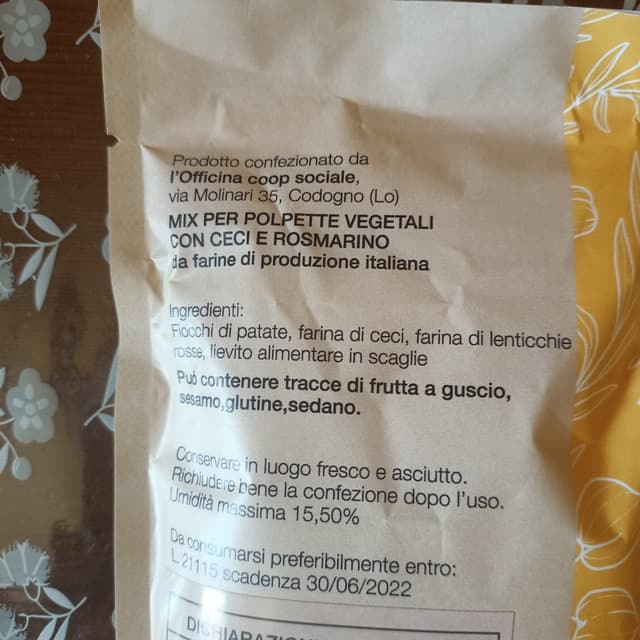 Prodotto confezionato da
l'Officina coop sociale,
via Molinari 35, Codogno (Lo)
MIX PER POLPETTE VEGETALI
CON CECI E ROSMARINO
da farine di produzione italiana
Ingredienti:
Fiocchi di patate, farina di ceci, farina di lenticchie
rosse, lievito alimentare in scaglie
Può contenere tracce di frutta a guscio,
sesamo,glutine,sedano.
Conservare in luogo fresco e asciutto.
Richiudere bene la confezione dopo l'uso.
Umidità massima 15,50%
Da consumarsi preferibilmente entro:
L 21115 scadenza 30/06/2022